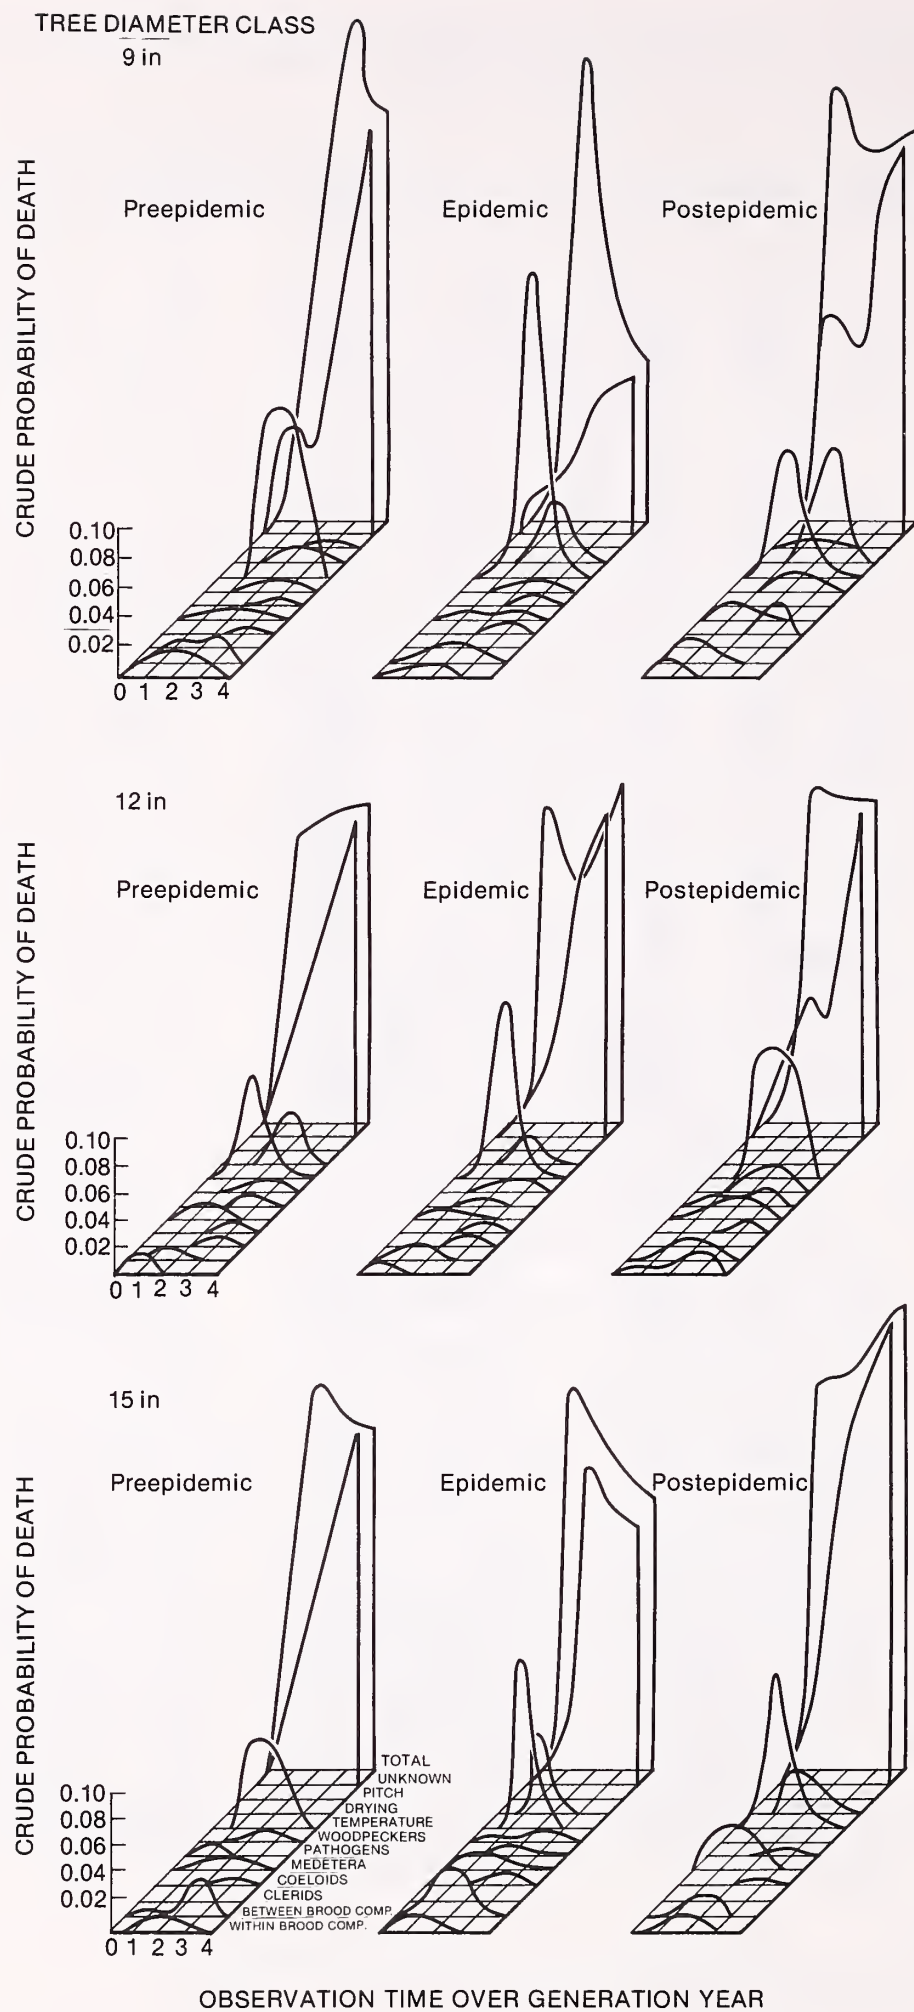 TREE DIAMETER CLASS
9 in
CRUDE PROBABILITY OF DEATH
Preepidemic
Epidemic
Postepidemic
0.10
0.08
0.06
0.04
0.02
0 1 2 3 4
12 in
CRUDE PROBABILITY OF DEATH
Preepidemic
Epidemic
Postepidemic
0.10
0.08
0.06
0.04
0.02
0 1 2 3 4
15 in
CRUDE PROBABILITY OF DEATH
Preepidemic
Epidemic
Postepidemic
0.10
0.08
0.06
0.04
0.02
0 1 2 3 4
TOTAL
UNKNOWN
PITCH
DRYING
TEMPERATURE
WOODPECKERS
PATHOGENS
MEDETERA
COELOIDS
CLERIDS
BETWEEN BROOD COMP.
WITHIN BROOD COMP.
OBSERVATION TIME OVER GENERATION YEAR